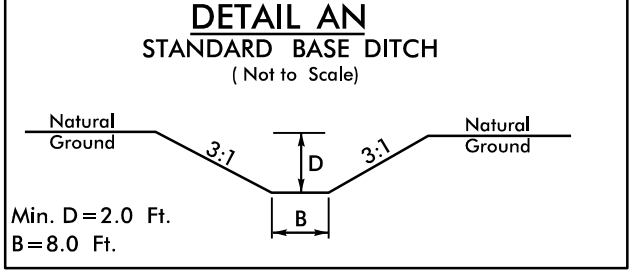 DETAIL AN
STANDARD BASE DITCH
( Not to Scale)
Natural
Ground
3:1
D
3:1
Natural
Ground
B
Min. D=2.0 Ft.
B=8.0 Ft.